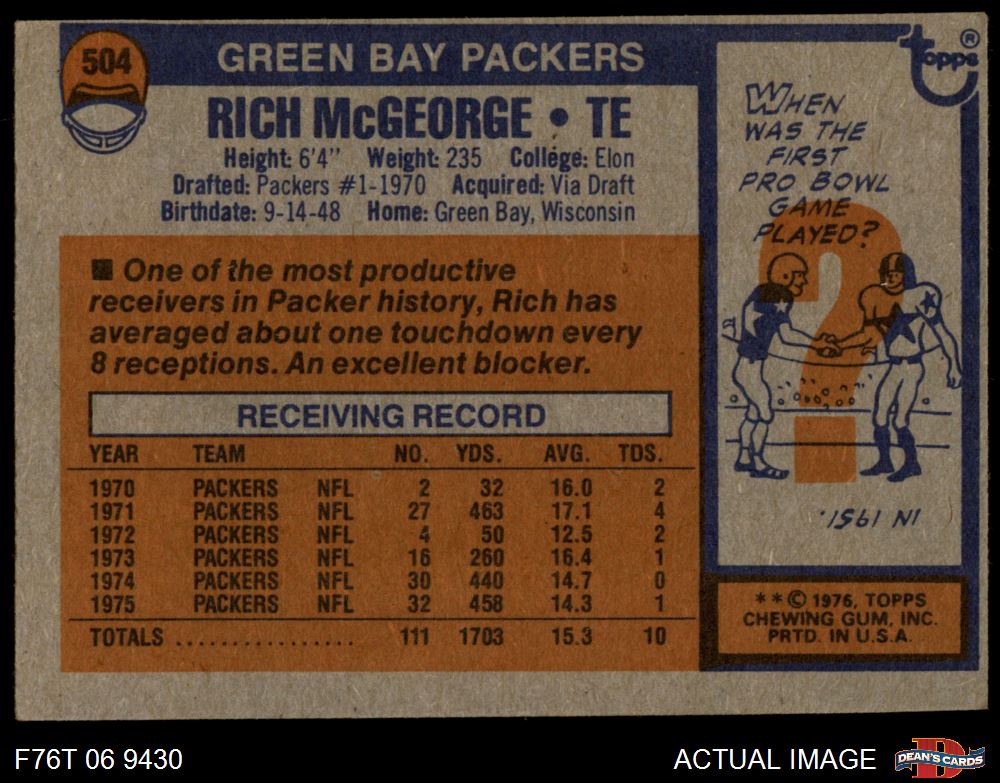 504
GREEN BAY PACKERS
RICH McGEORGE • TE
Height: 6'4" Weight: 235 College: Elon
Drafted: Packers #1-1970 Acquired: Via Draft
Birthdate: 9-14-48 Home: Green Bay, Wisconsin
■ One of the most productive
receivers in Packer history, Rich has
averaged about one touchdown every
8 receptions. An excellent blocker.
RECEIVING RECORD
YEAR TEAM NO. YDS. AVG. TDS.
1970 PACKERS NFL 2 32 16.0 2
1971 PACKERS NFL 27 463 17.1 4
1972 PACKERS NFL 4 50 12.5 2
1973 PACKERS NFL 16 260 16.4 1
1974 PACKERS NFL 30 440 14.7 0
1975 PACKERS NFL 32 458 14.3 1
TOTALS ................ 111 1703 15.3 10
topps ®
WHEN
WAS THE
FIRST
PRO BOWL
GAME
PLAYED?
?
IN 1951.
**© 1976, TOPPS
CHEWING GUM, INC.
PRTD. IN U.S.A.
F76T 06 9430
ACTUAL IMAGE
D
DEAN'S CARDS